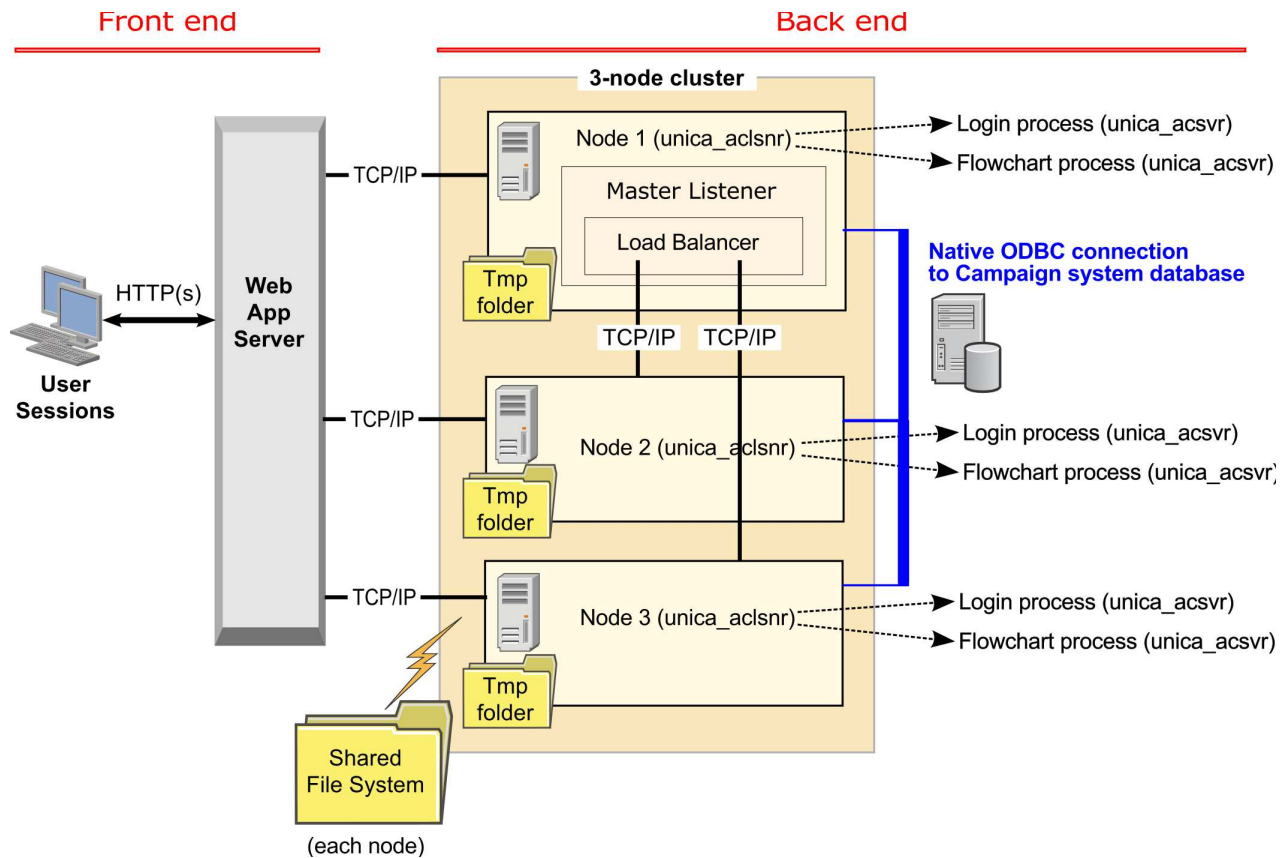 Front end
Back end
3-node cluster
Node 1 (unica_aclsnr)
Login process (unica_acsvr)
Flowchart process (unica_acsvr)
TCP/IP
Master Listener
Load Balancer
Tmp
folder
Native ODBC connection
to Campaign system database
HTTP(s)
Web
App
Server
User
Sessions
TCP/IP
TCP/IP
TCP/IP
Node 2 (unica_aclsnr)
Login process (unica_acsvr)
Flowchart process (unica_acsvr)
Tmp
folder
TCP/IP
Node 3 (unica_aclsnr)
Login process (unica_acsvr)
Flowchart process (unica_acsvr)
Tmp
folder
Shared
File System
(each node)